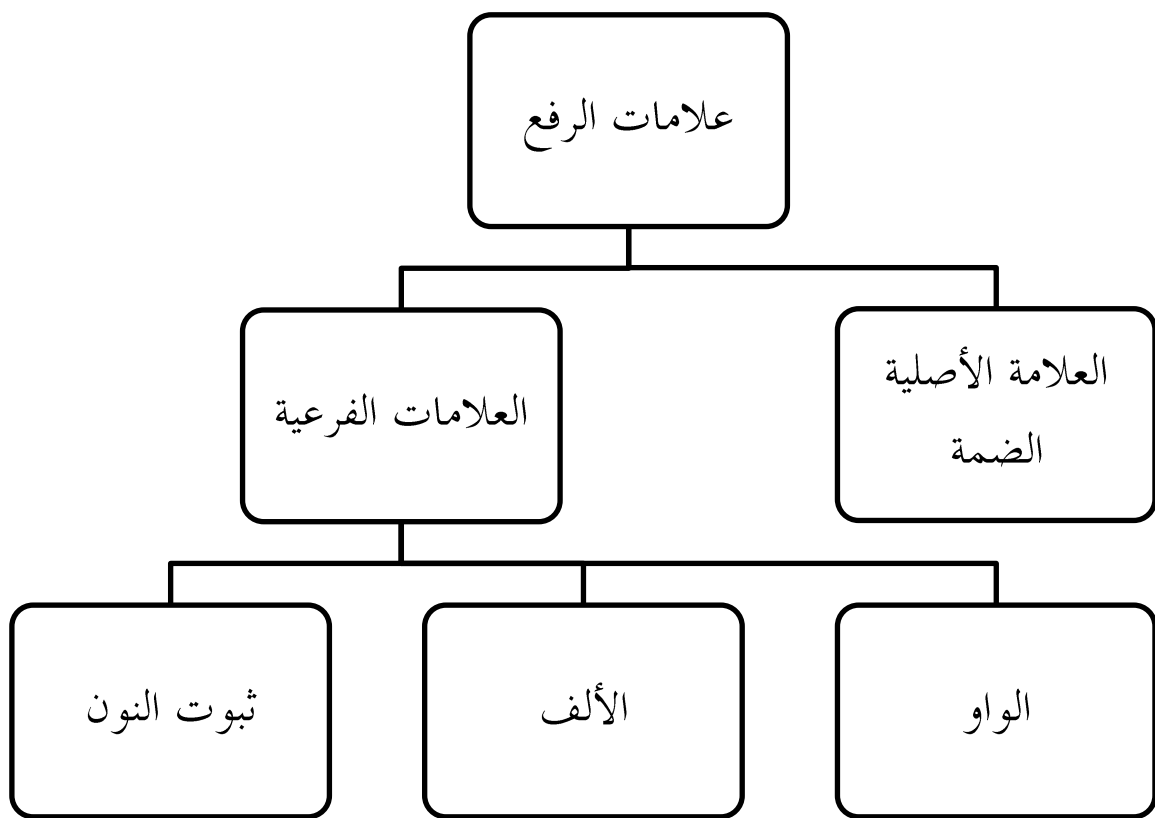 علامات الرفع
العلامة الأصلية
الضمة
العلامات الفرعية
الواو
الألف
ثبوت النون